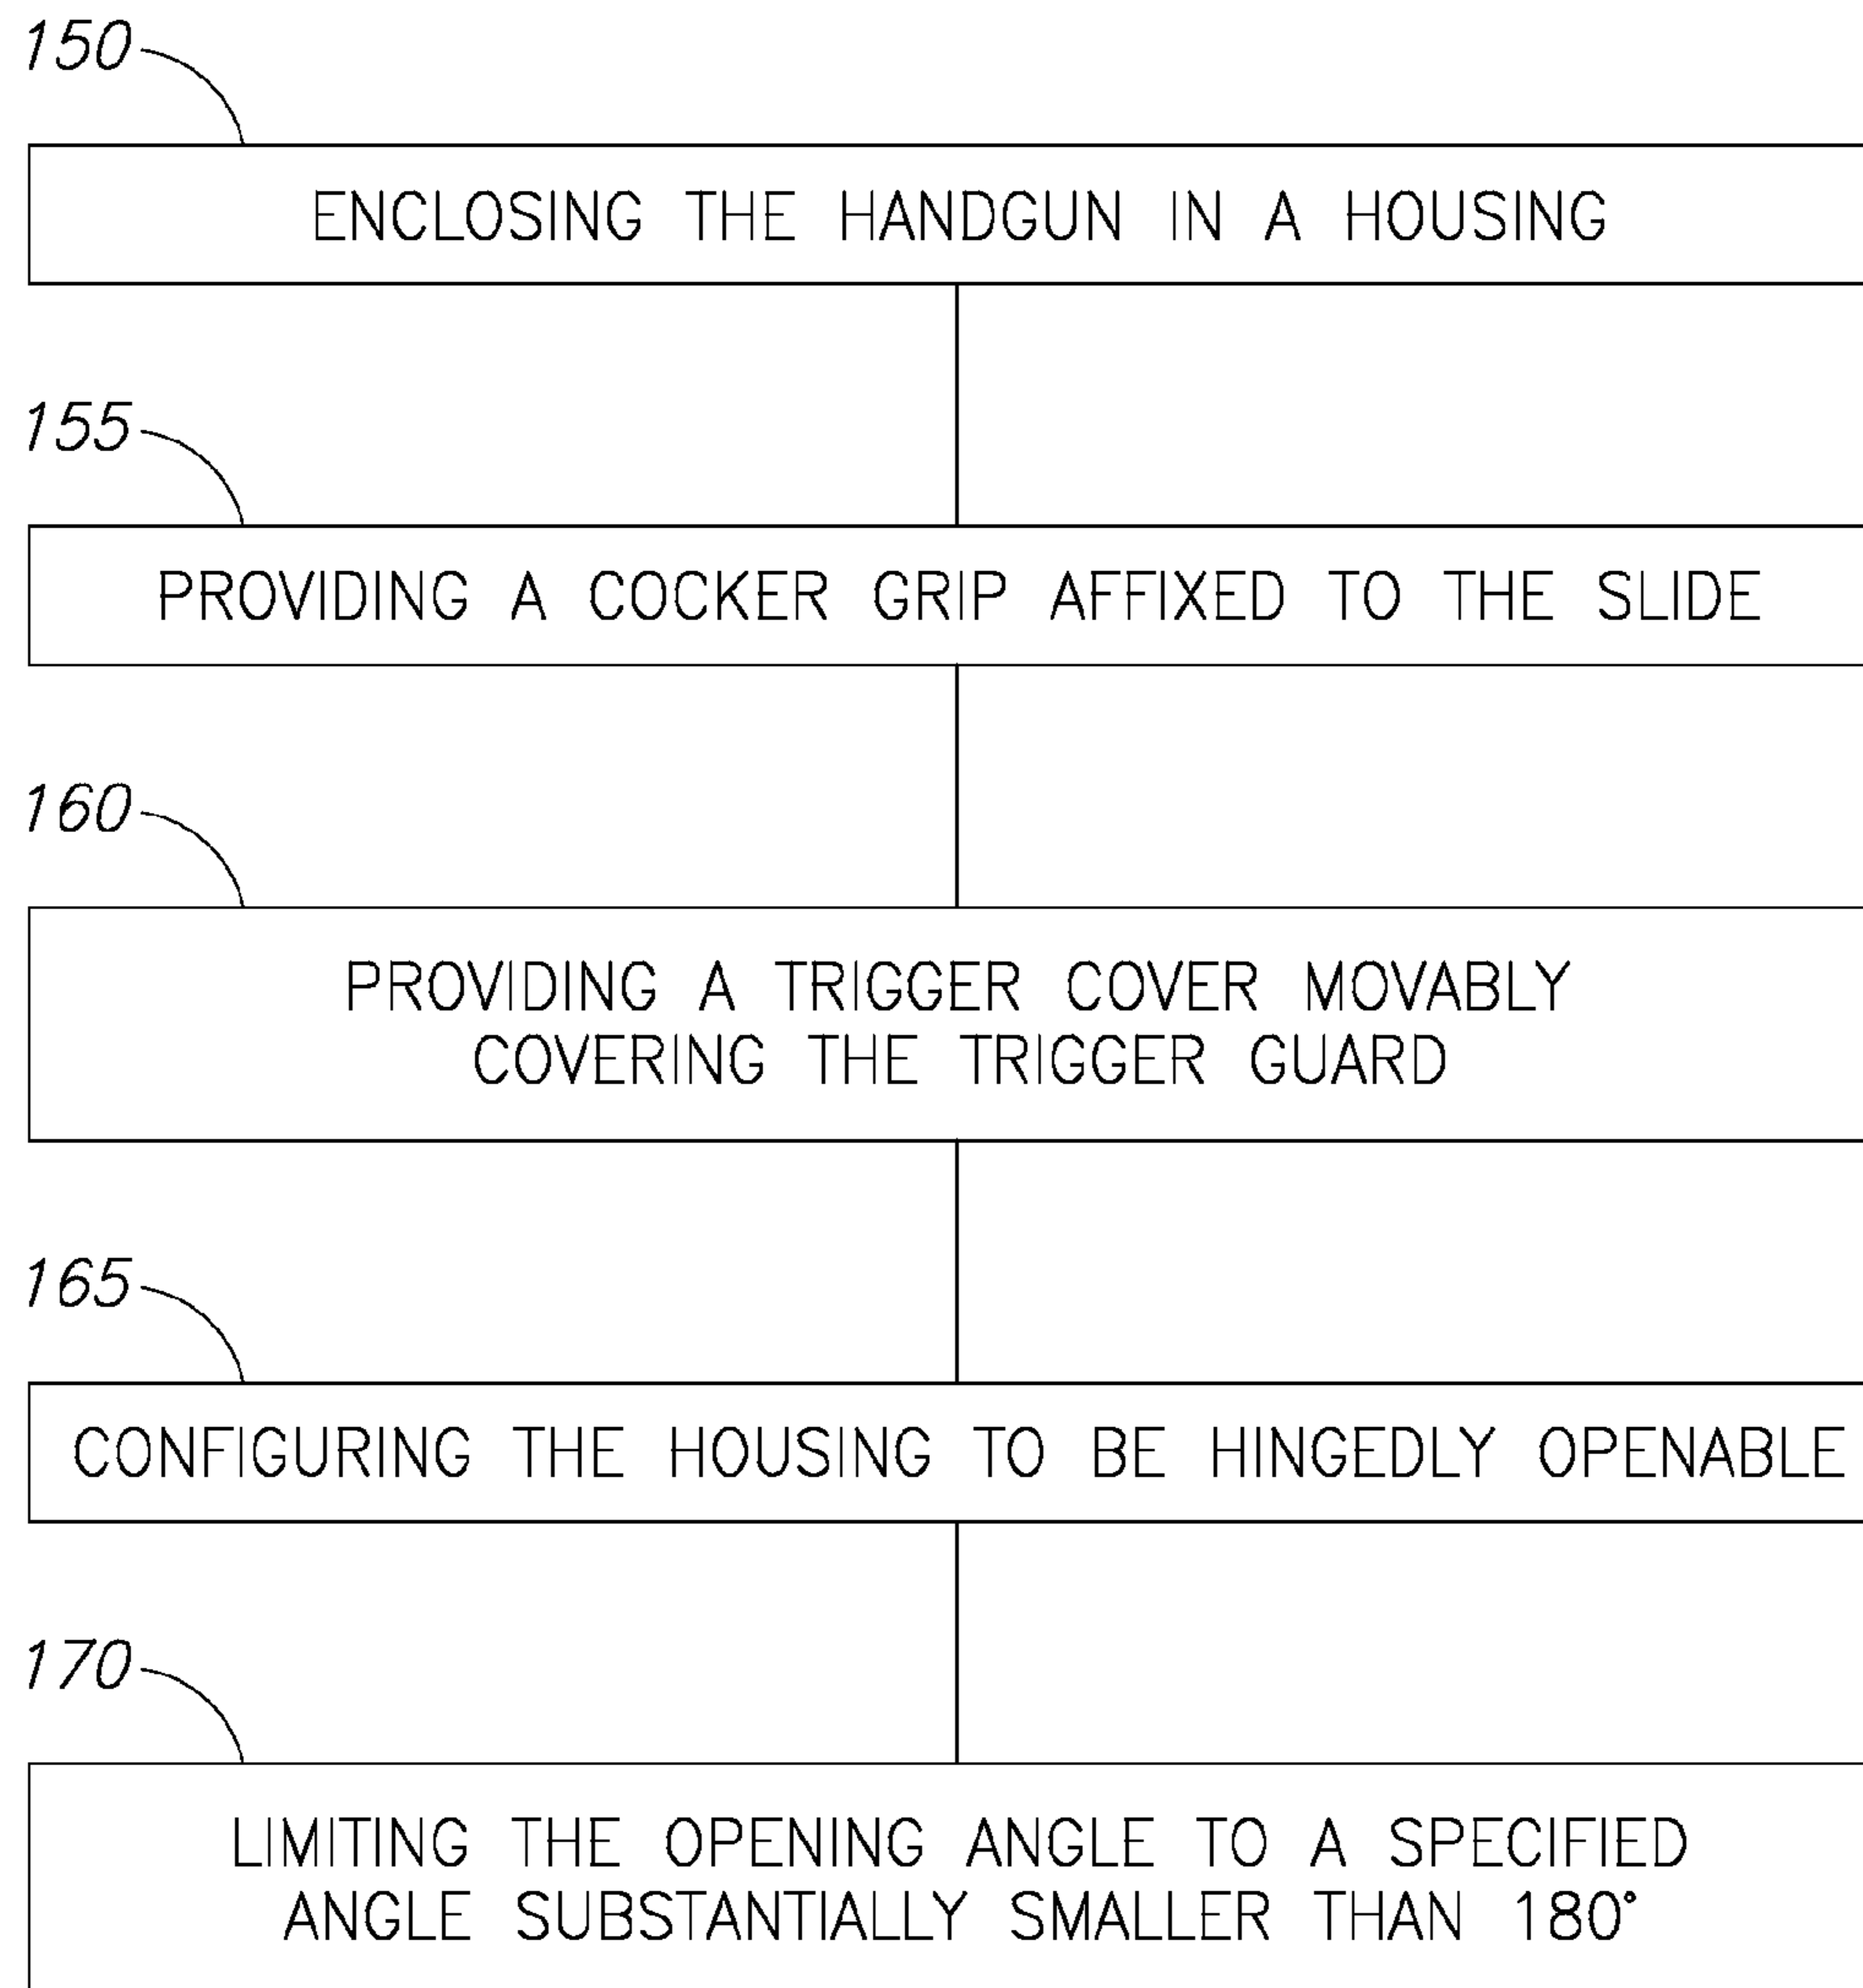 150
ENCLOSING THE HANDGUN IN A HOUSING
155
PROVIDING A COCKER GRIP AFFIXED TO THE SLIDE
160
PROVIDING A TRIGGER COVER MOVABLY
COVERING THE TRIGGER GUARD
165
CONFIGURING THE HOUSING TO BE HINGEDLY OPENABLE
170
LIMITING THE OPENING ANGLE TO A SPECIFIED
ANGLE SUBSTANTIALLY SMALLER THAN 180°